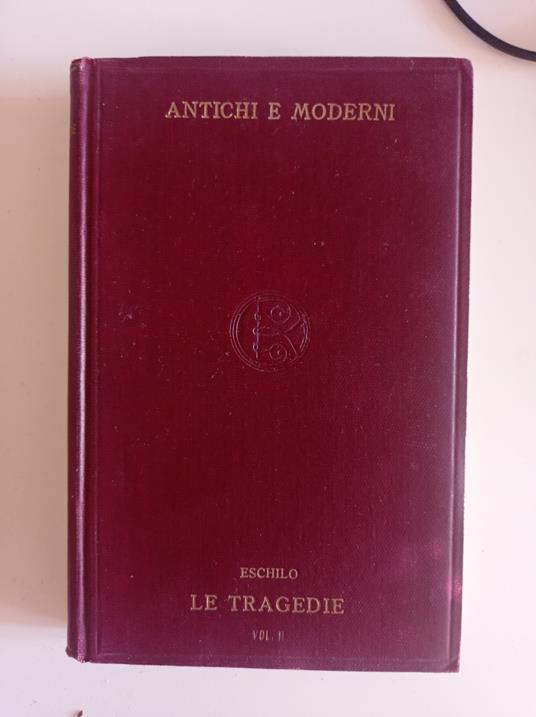 ANTICHI E MODERNI
ESCHILO
LE TRAGEDIE
VOL. II